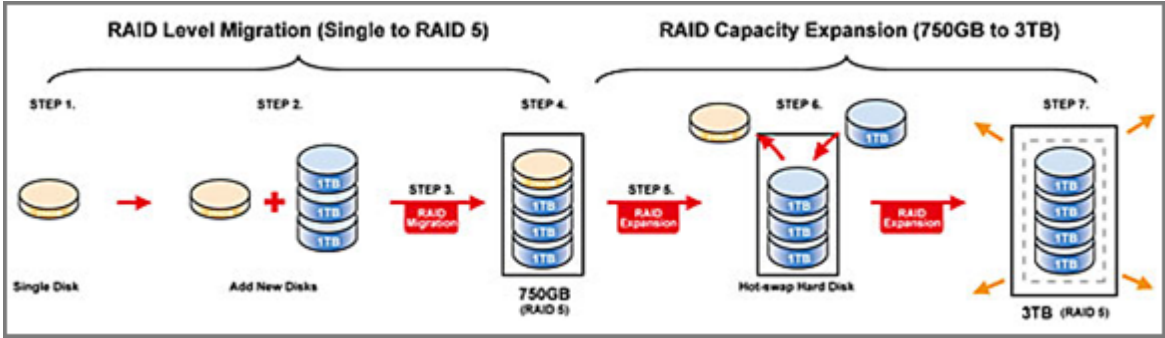 RAID Level Migration (Single to RAID 5)
RAID Capacity Expansion (750GB to 3TB)
STEP 1.
STEP 2.
STEP 4.
STEP 6.
STEP 7.
1TB
1TB
1TB
1TB
STEP 3.
RAID
Migration
1TB
1TB
1TB
STEP 5.
RAID
Expansion
1TB
1TB
1TB
RAID
Expansion
1TB
1TB
1TB
1TB
Single Disk
Add New Disks
750GB
(RAID 5)
Hot-swap Hard Disk
3TB (RAID 5)